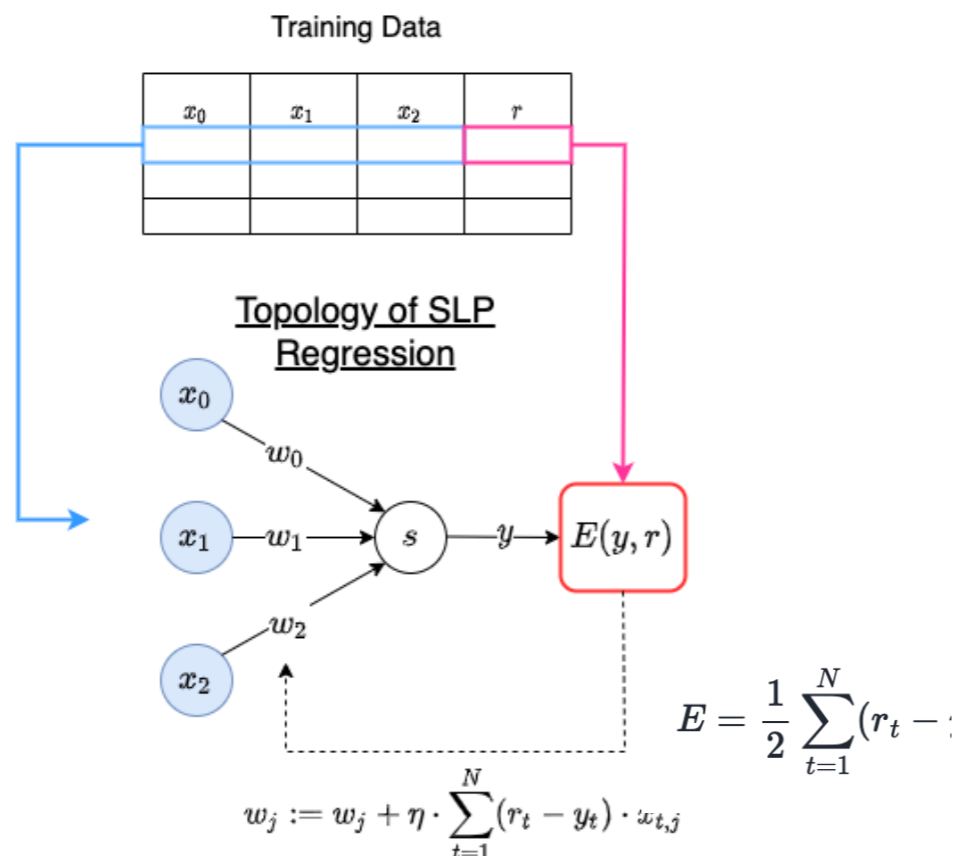 Training Data
x₀ x₁ x₂ r
Topology of SLP
Regression
x₀
w₀
x₁ w₁ s y E(y, r)
w₂
x₂
E = 1/2 ∑_{t=1}^{N} (r_t −
w_j := w_j + η · ∑_{t=1}^{N} (r_t − y_t) · x_{t,j}